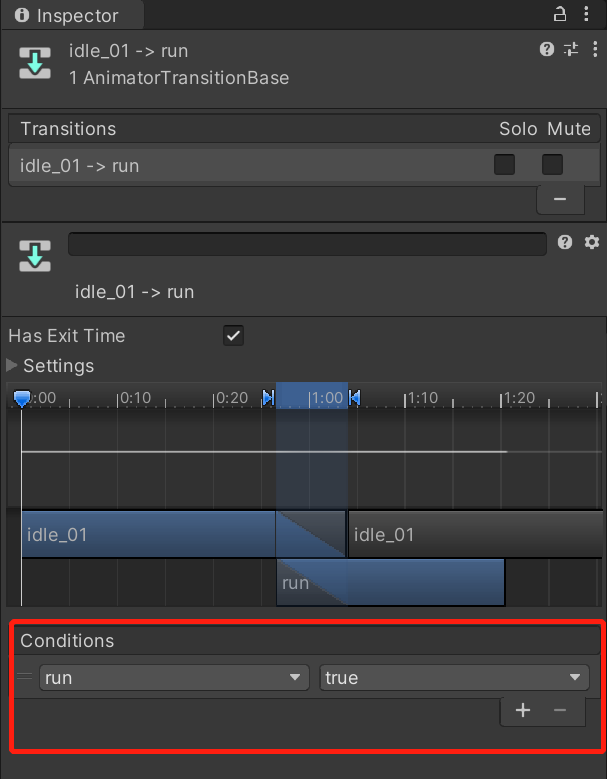 Inspector
idle_01 -> run
1 AnimatorTransitionBase
Transitions Solo Mute
idle_01 -> run
idle_01 -> run
Has Exit Time
Settings
:00 0:10 0:20 1:00 1:10 1:20
idle_01 idle_01
run
Conditions
run true